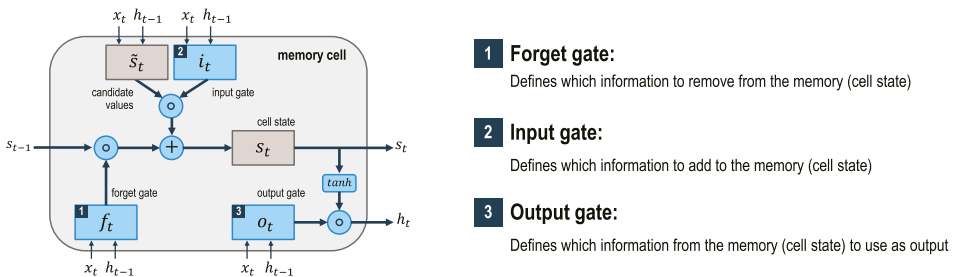 x_t h_{t-1} x_t h_{t-1}
memory cell
s̃_t 2 i_t
candidate values
input gate
cell state
s_{t-1} + s_t s_t
tanh
forget gate output gate
1 f_t 3 o_t h_t
x_t h_{t-1} x_t h_{t-1}
1 Forget gate:
Defines which information to remove from the memory (cell state)
2 Input gate:
Defines which information to add to the memory (cell state)
3 Output gate:
Defines which information from the memory (cell state) to use as output